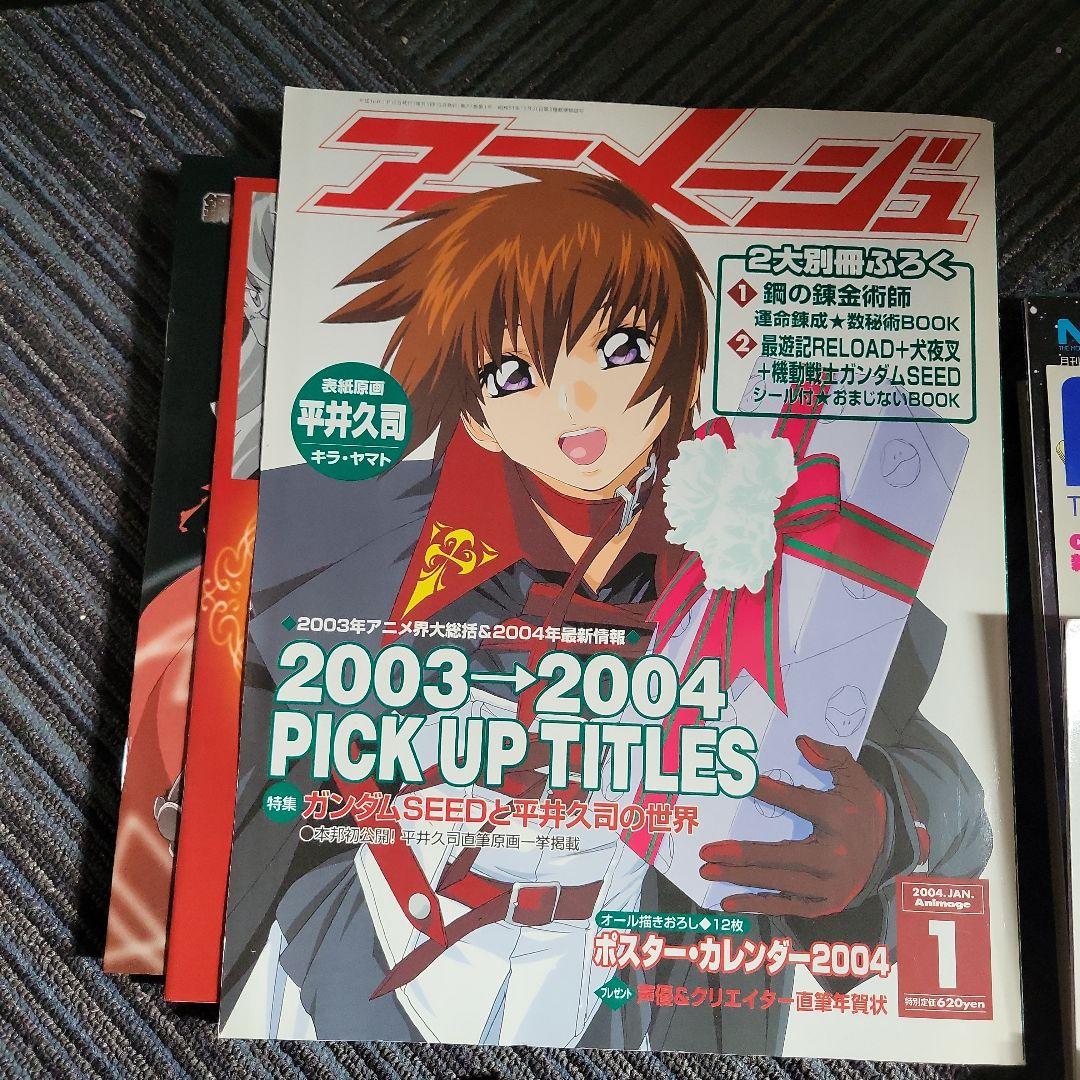 アニメージュ
2大別冊ふろく
1 鋼の錬金術師
運命錬成★数秘術BOOK
2 最遊記RELOAD+犬夜叉
+機動戦士ガンダムSEED
シール付★おまじないBOOK
表紙原画
平井久司
キラ・ヤマト
◆2003年アニメ界大総括&2004年最新情報◆
2003→2004
PICK UP TITLES
特集 ガンダムSEEDと平井久司の世界
●本邦初公開! 平井久司直筆原画一挙掲載
オール描きおろし◆12枚
ポスター・カレンダー2004
プレゼント 声優&クリエイター直筆年賀状
2004.JAN.
Animage
1
特別定価620yen
月刊